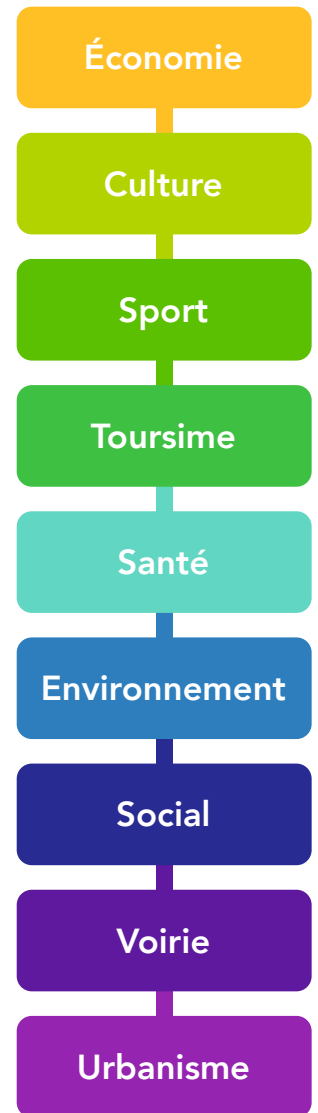 Économie
Culture
Sport
Toursime
Santé
Environnement
Social
Voirie
Urbanisme